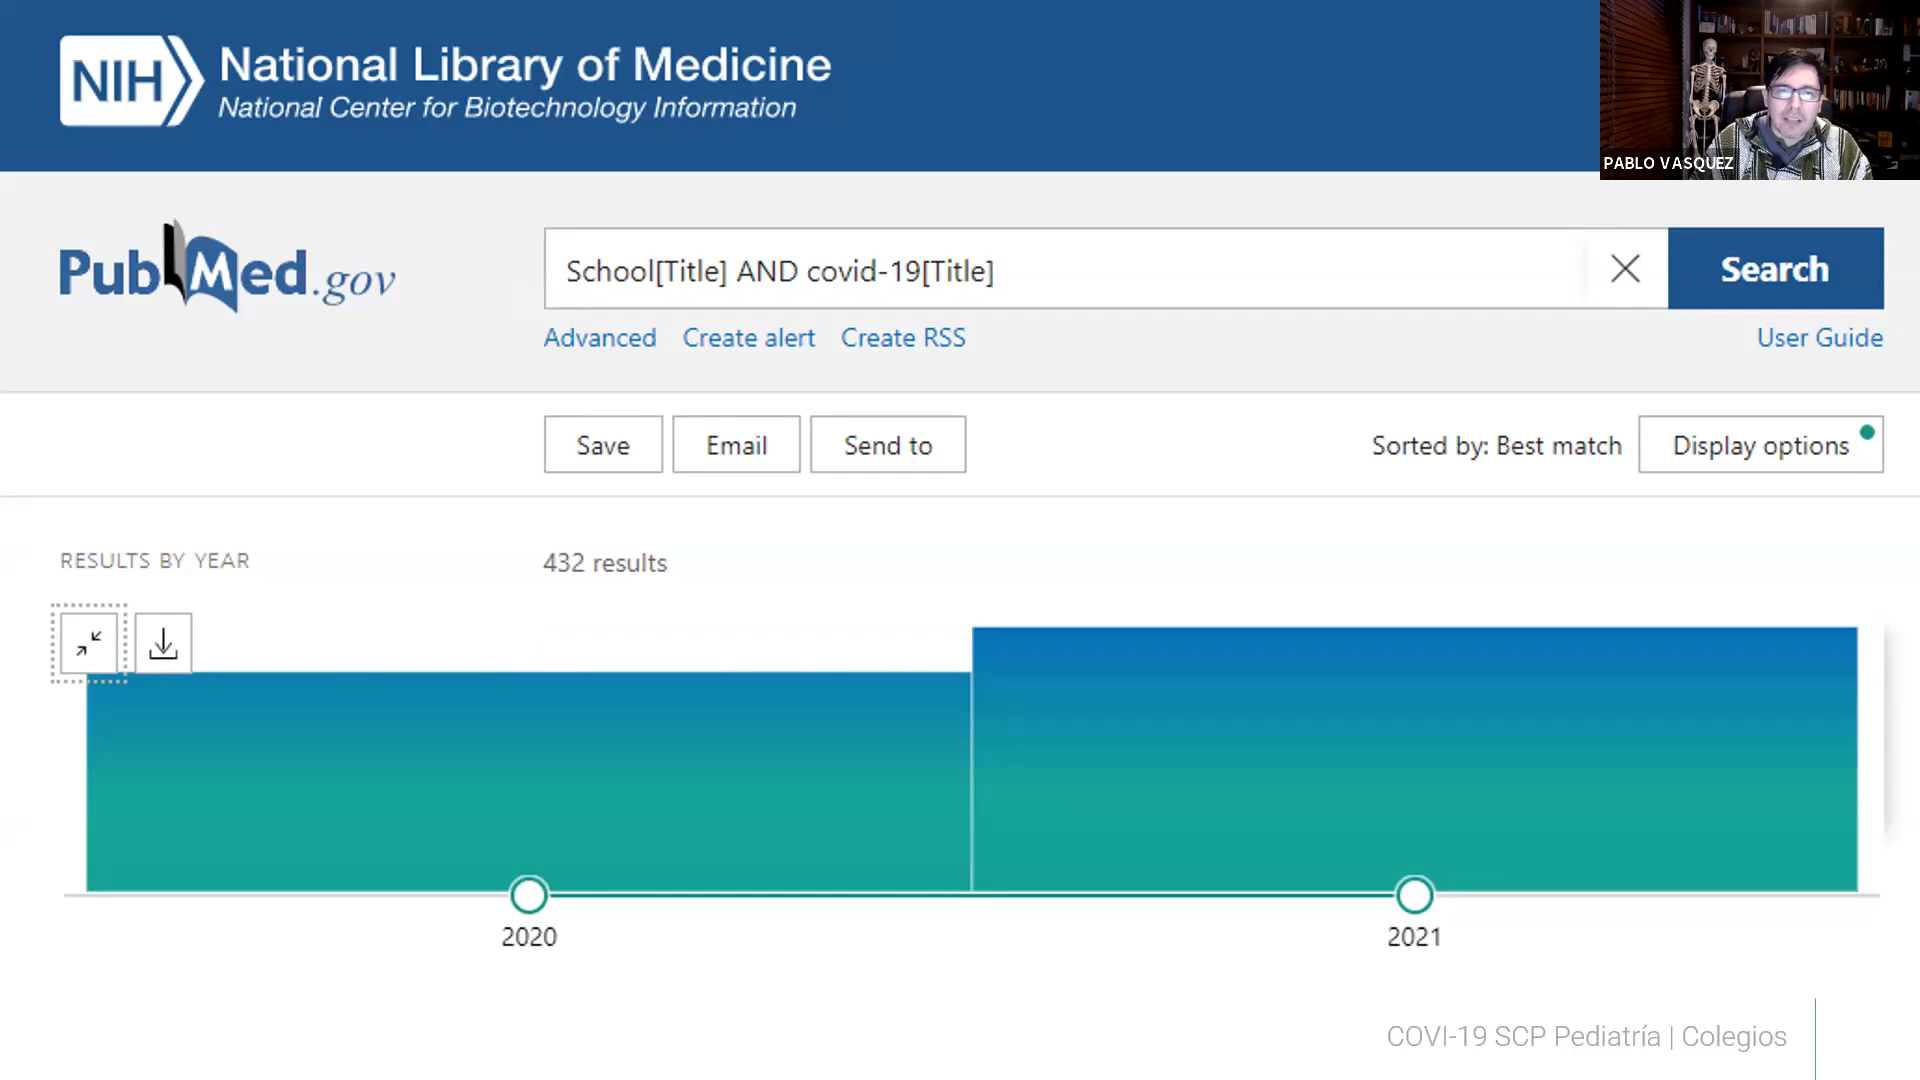 NIH National Library of Medicine
National Center for Biotechnology Information
PABLO VASQUEZ
PubMed.gov
School[Title] AND covid-19[Title]
Search
Advanced Create alert Create RSS
User Guide
Save Email Send to
Sorted by: Best match Display options
RESULTS BY YEAR
432 results
2020 2021
COVI-19 SCP Pediatría | Colegios